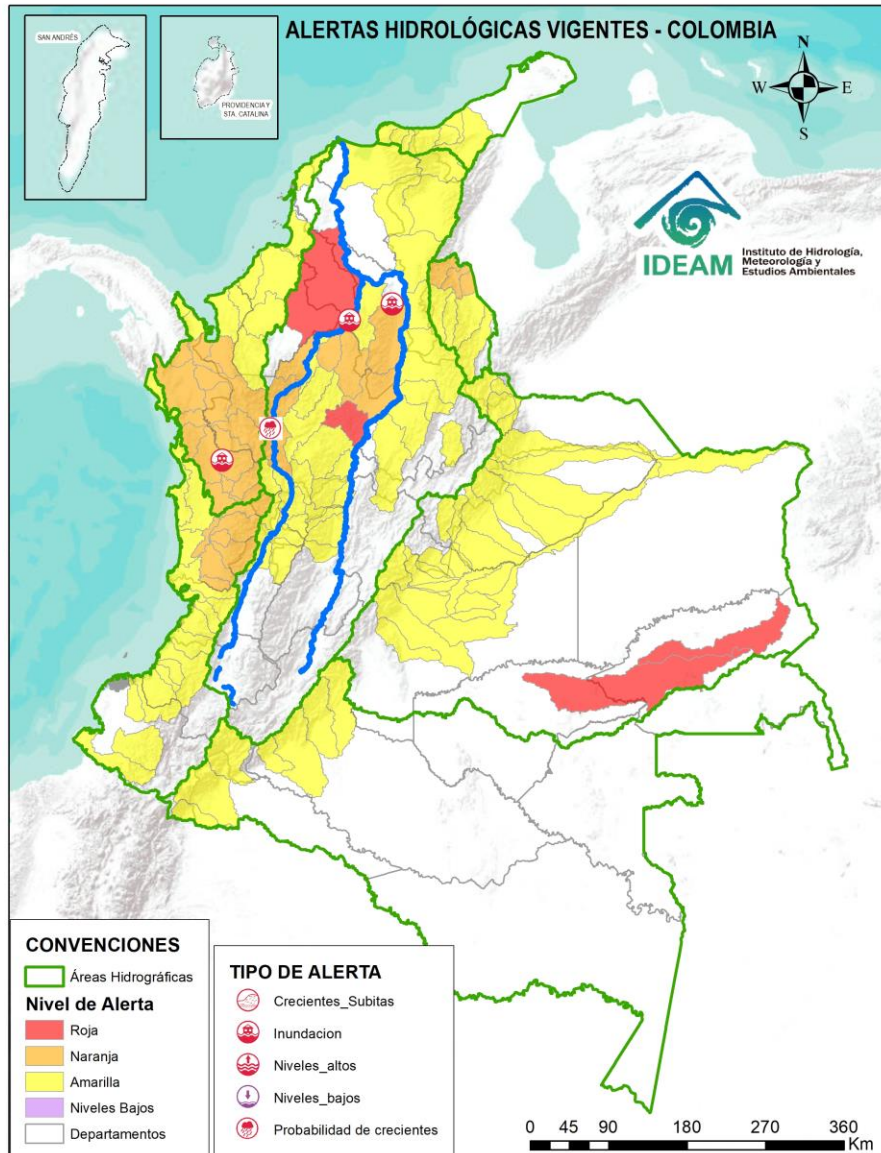 ALERTAS HIDROLÓGICAS VIGENTES - COLOMBIA
SAN ANDRÉS
PROVIDENCIA Y
STA. CATALINA
N
W
E
S
IDEAM
Instituto de Hidrología,
Meteorología y
Estudios Ambientales
CONVENCIONES
Áreas Hidrográficas
Nivel de Alerta
Roja
Naranja
Amarilla
Niveles Bajos
Departamentos
TIPO DE ALERTA
Crecientes_Subitas
Inundacion
Niveles_altos
Niveles_bajos
Probabilidad de crecientes
0 45 90 180 270 360
Km